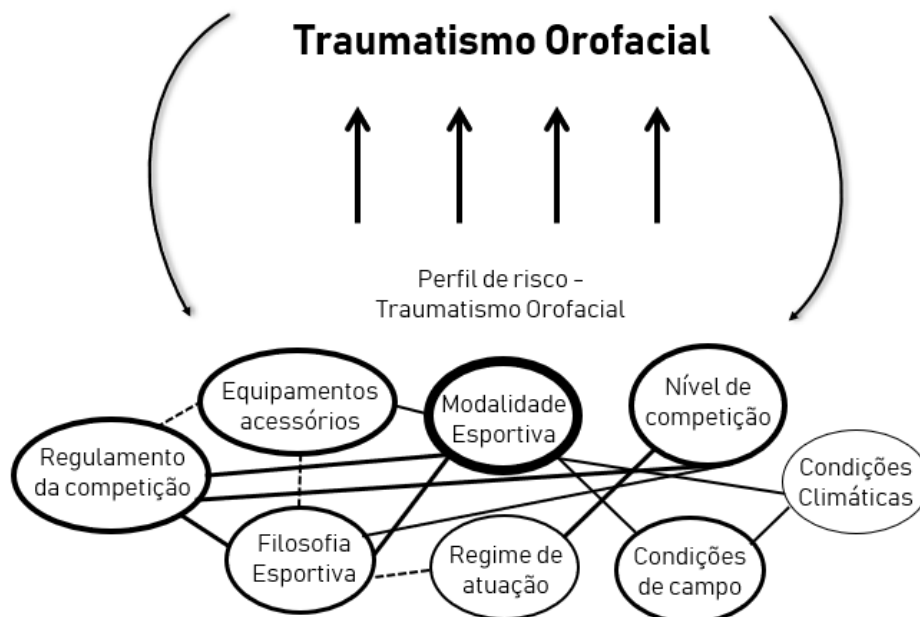 Traumatismo Orofacial
Perfil de risco -
Traumatismo Orofacial
Equipamentos
acessórios
Modalidade
Esportiva
Nível de
competição
Regulamento
da competição
Condições
Climáticas
Filosofia
Esportiva
Regime de
atuação
Condições
de campo